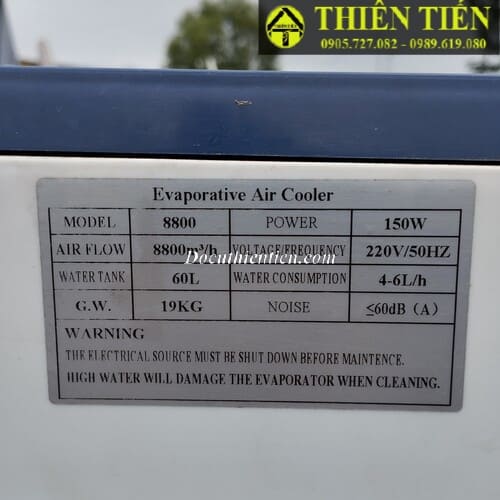 THIÊN TIẾN
0905.727.082 - 0989.619.080
Evaporative Air Cooler
MODEL 8800 POWER 150W
AIR FLOW 8800m³/h VOLTAGE/FREQUENCY 220V/50HZ
Docuthientien.com
WATER TANK 60L WATER CONSUMPTION 4-6L/h
G.W. 19KG NOISE ≤60dB (A)
WARNING
THE ELECTRICAL SOURCE MUST BE SHUT DOWN BEFORE MAINTENCE.
HIGH WATER WILL DAMAGE THE EVAPORATOR WHEN CLEANING.